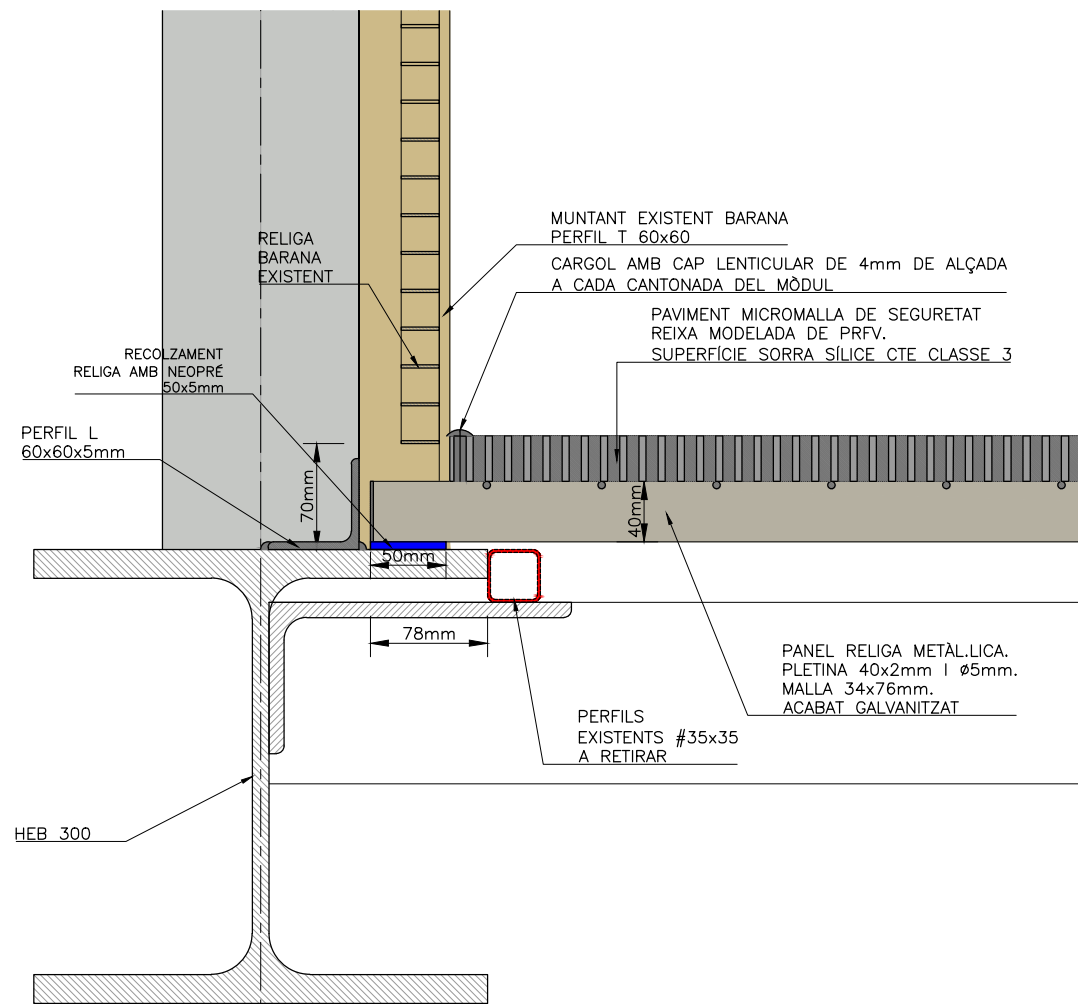 MUNTANT EXISTENT BARANA
PERFIL T 60x60
RELIGA
BARANA
EXISTENT
CARGOL AMB CAP LENTICULAR DE 4mm DE ALÇADA
A CADA CANTONADA DEL MÒDUL
PAVIMENT MICROMALLA DE SEGURETAT
REIXA MODELADA DE PRFV.
SUPERFÍCIE SORRA SÍLICE CTE CLASSE 3
RECOLZAMENT
RELIGA AMB NEOPRÉ
50x5mm
PERFIL L
60x60x5mm
70mm
40mm
50mm
78mm
PANEL RELIGA METÀL.LICA.
PLETINA 40x2mm I Ø5mm.
MALLA 34x76mm.
ACABAT GALVANITZAT
PERFILS
EXISTENTS #35x35
A RETIRAR
HEB 300